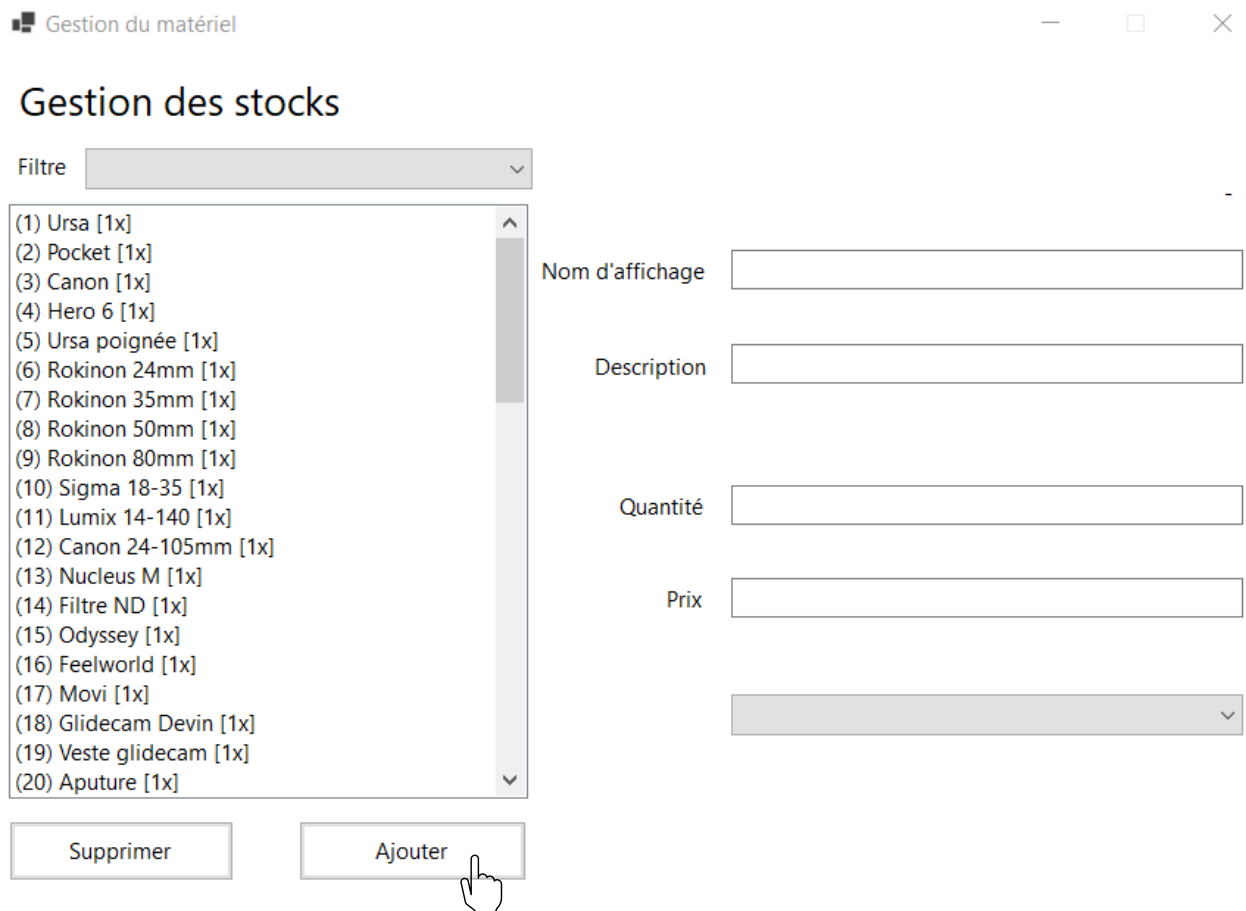 Gestion du matériel
Gestion des stocks
Filtre
-
(1) Ursa [1x]
(2) Pocket [1x]
(3) Canon [1x]
(4) Hero 6 [1x]
(5) Ursa poignée [1x]
(6) Rokinon 24mm [1x]
(7) Rokinon 35mm [1x]
(8) Rokinon 50mm [1x]
(9) Rokinon 80mm [1x]
(10) Sigma 18-35 [1x]
(11) Lumix 14-140 [1x]
(12) Canon 24-105mm [1x]
(13) Nucleus M [1x]
(14) Filtre ND [1x]
(15) Odyssey [1x]
(16) Feelworld [1x]
(17) Movi [1x]
(18) Glidecam Devin [1x]
(19) Veste glidecam [1x]
(20) Aputure [1x]
Nom d'affichage
Description
Quantité
Prix
Supprimer
Ajouter